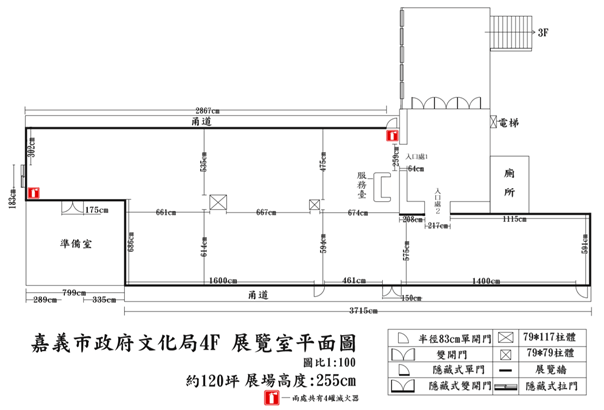 3F
2867cm
甬道
電梯
302cm
535cm
475cm
259cm
入口處1
64cm
服務臺
廁所
183cm
入口處2
175cm
661cm
667cm
674cm
208cm
217cm
1115cm
準備室
686cm
614cm
594cm
575cm
591cm
1600cm
461cm
1400cm
799cm
甬道
150cm
289cm
335cm
3715cm
嘉義市政府文化局4F 展覽室平面圖
圖比1:100
約120坪 展場高度:255cm
兩處共有4罐滅火器
半徑83cm單開門
79*117柱體
雙開門
79*79柱體
隱藏式單門
展覽牆
隱藏式雙開門
隱藏式拉門